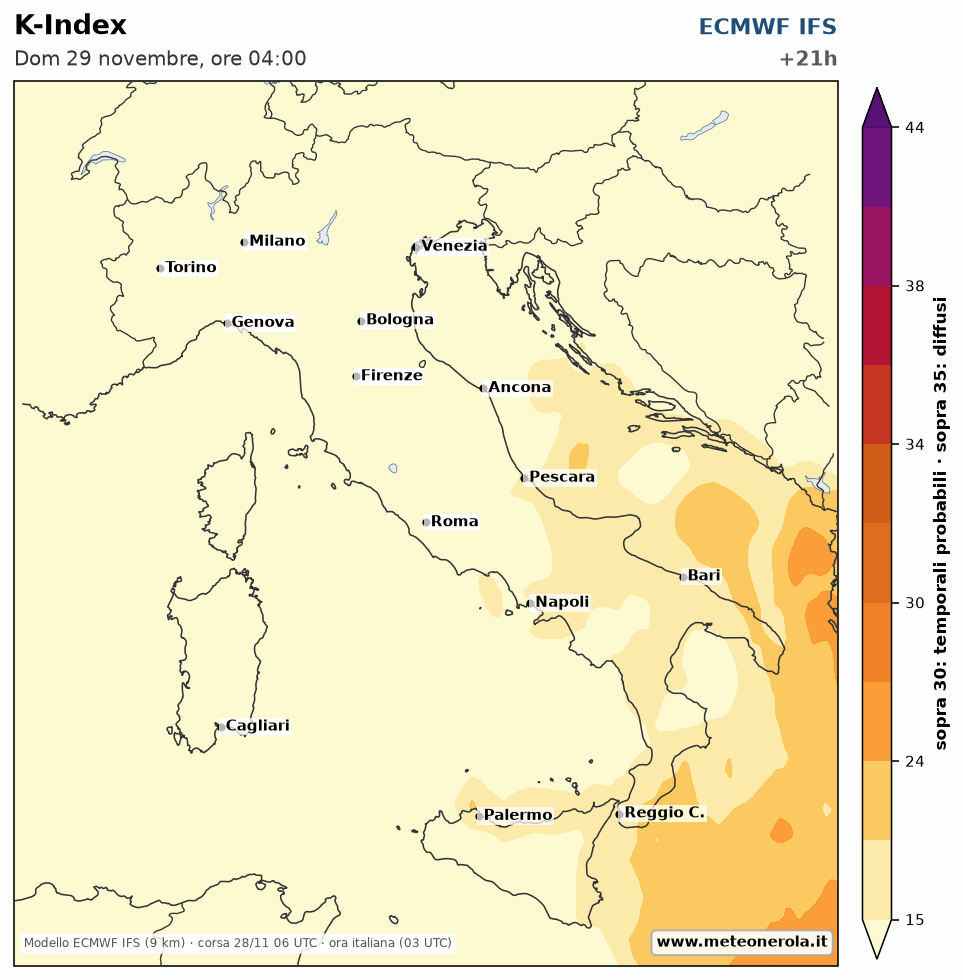 K-Index
ECMWF IFS
Dom 29 novembre, ore 04:00
+21h
Milano
Venezia
Torino
Genova
Bologna
Firenze
Ancona
Pescara
Roma
Bari
Napoli
Cagliari
Palermo
Reggio C.
44
38
34
30
24
15
sopra 30: temporali probabili · sopra 35: diffusi
Modello ECMWF IFS (9 km) · corsa 28/11 06 UTC · ora italiana (03 UTC)
www.meteonerola.it